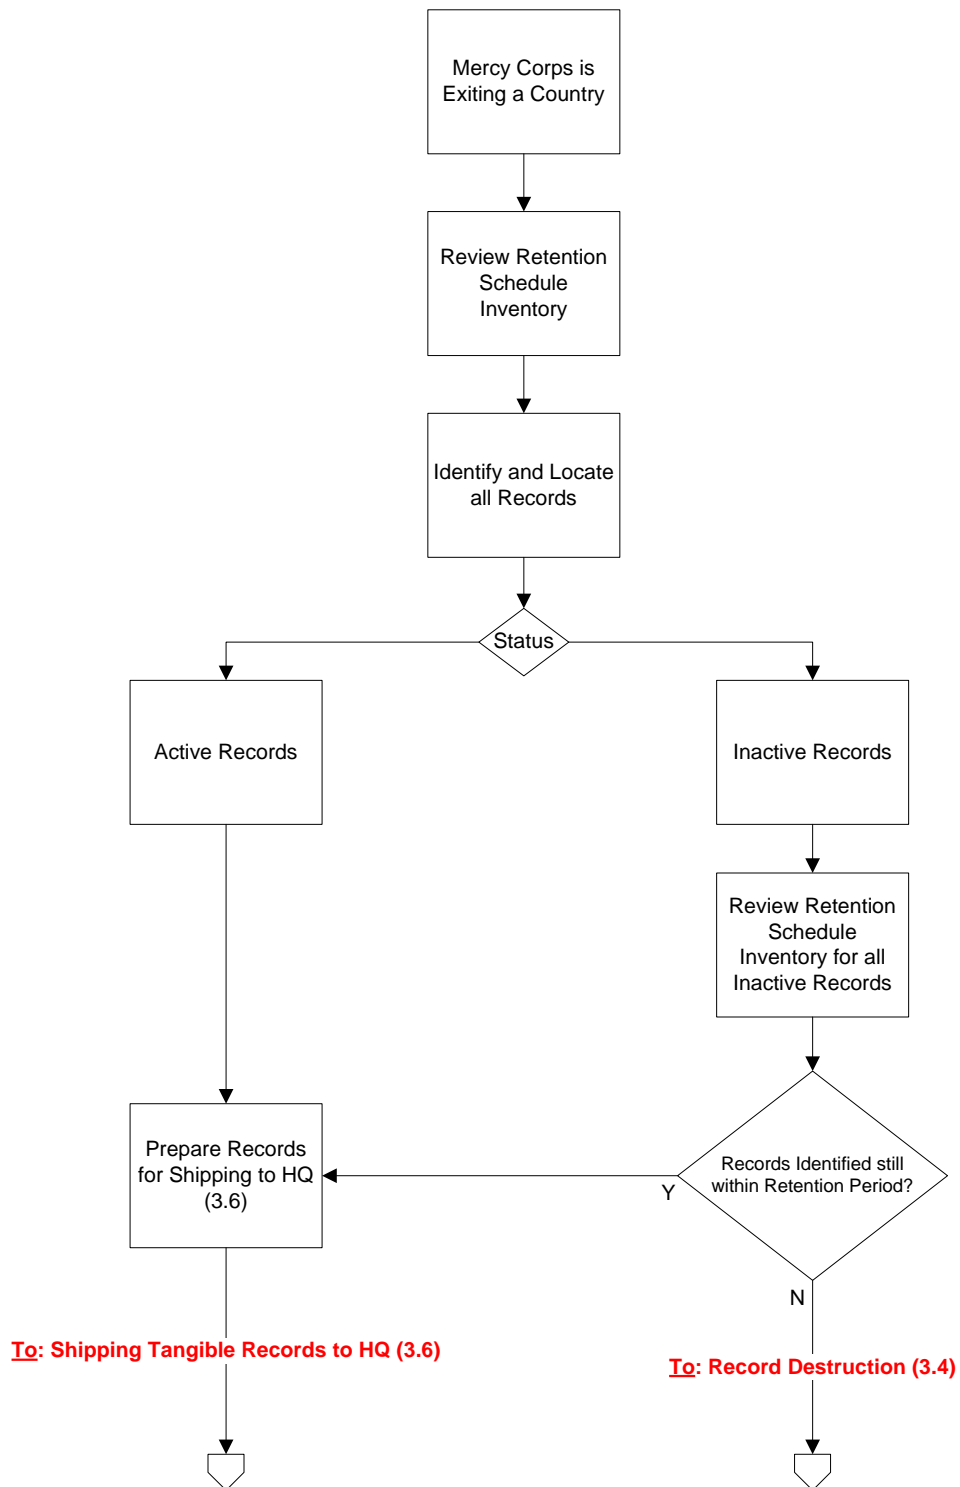 Mercy Corps is
Exiting a Country
Review Retention
Schedule
Inventory
Identify and Locate
all Records
Status
Active Records
Inactive Records
Review Retention
Schedule
Inventory for all
Inactive Records
Prepare Records
for Shipping to HQ
(3.6)
Records Identified still
within Retention Period?
Y
N
To: Shipping Tangible Records to HQ (3.6)
To: Record Destruction (3.4)